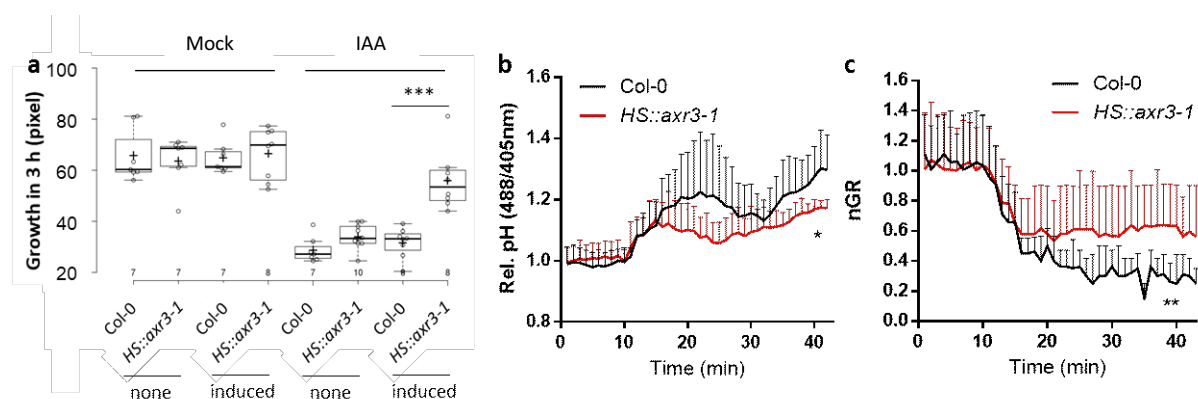 a
Mock
IAA
Growth in 3 h (pixel)
100
80
60
40
20
***
7
7
7
8
7
10
8
8
Col-0
HS::axr3-1
Col-0
HS::axr3-1
Col-0
HS::axr3-1
Col-0
HS::axr3-1
none
induced
none
induced
b
Rel. pH (488/405nm)
1.6
1.4
1.2
1.0
0.8
Col-0
HS::axr3-1
*
0
10
20
30
40
Time (min)
c
nGR
1.6
1.4
1.2
1.0
0.8
0.6
0.4
0.2
0.0
Col-0
HS::axr3-1
**
0
10
20
30
40
Time (min)